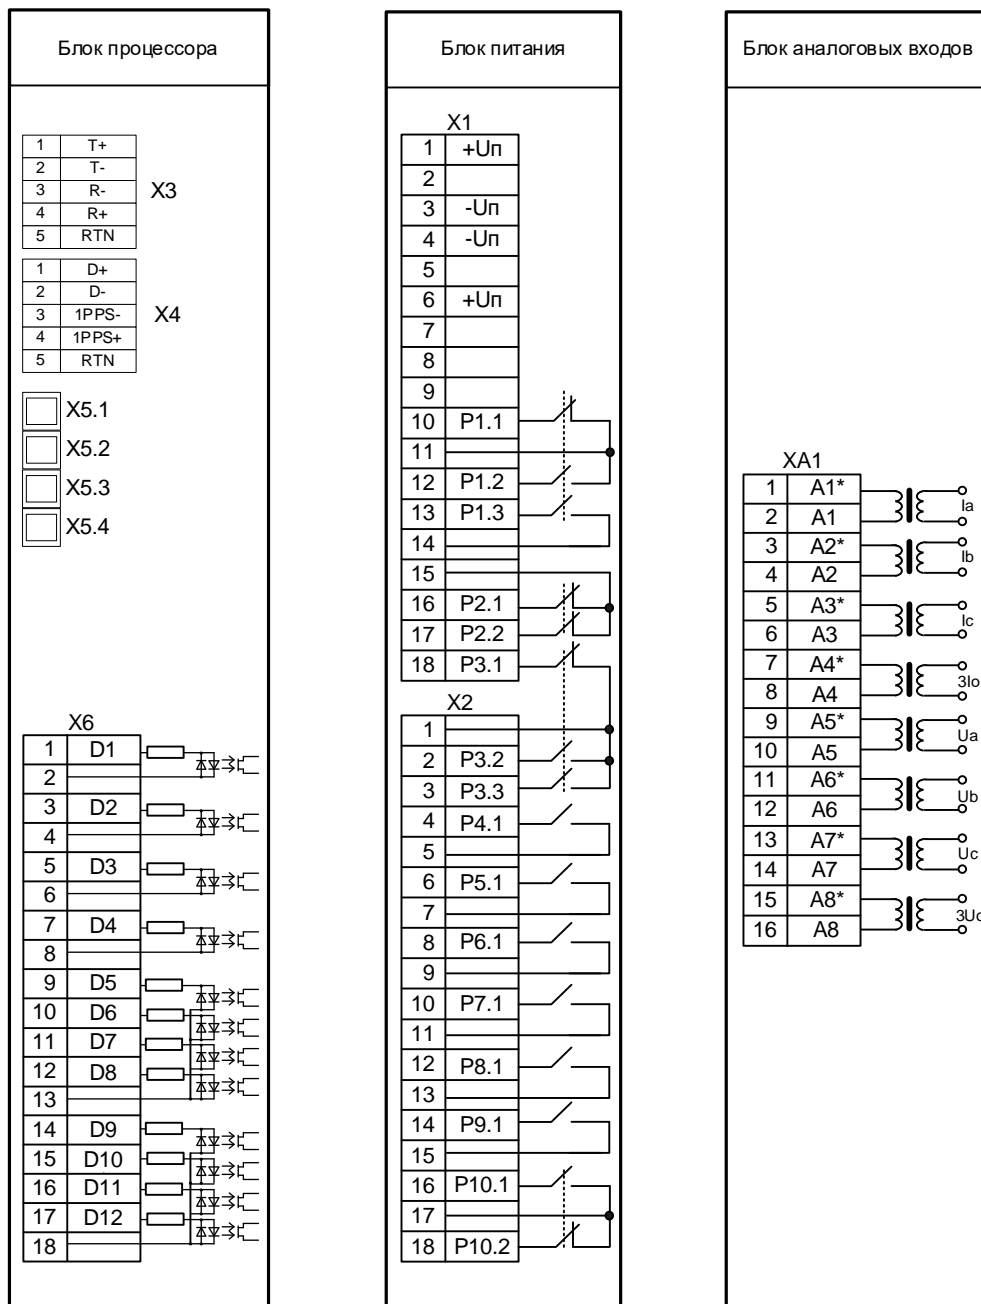 Блок процессора
1 T+
2 T-
3 R-
4 R+
5 RTN
X3
1 D+
2 D-
3 1PPS-
4 1PPS+
5 RTN
X4
X5.1
X5.2
X5.3
X5.4
X6
1 D1
2
3 D2
4
5 D3
6
7 D4
8
9 D5
10 D6
11 D7
12 D8
13
14 D9
15 D10
16 D11
17 D12
18
Блок питания
X1
1 +Uп
2
3 -Uп
4 -Uп
5
6 +Uп
7
8
9
10 P1.1
11
12 P1.2
13 P1.3
14
15
16 P2.1
17 P2.2
18 P3.1
X2
1
2 P3.2
3 P3.3
4 P4.1
5
6 P5.1
7
8 P6.1
9
10 P7.1
11
12 P8.1
13
14 P9.1
15
16 P10.1
17
18 P10.2
Блок аналоговых входов
XA1
1 A1*
2 A1
Ia
3 A2*
4 A2
Ib
5 A3*
6 A3
Ic
7 A4*
8 A4
3Io
9 A5*
10 A5
Ua
11 A6*
12 A6
Ub
13 A7*
14 A7
Uc
15 A8*
16 A8
3Uo